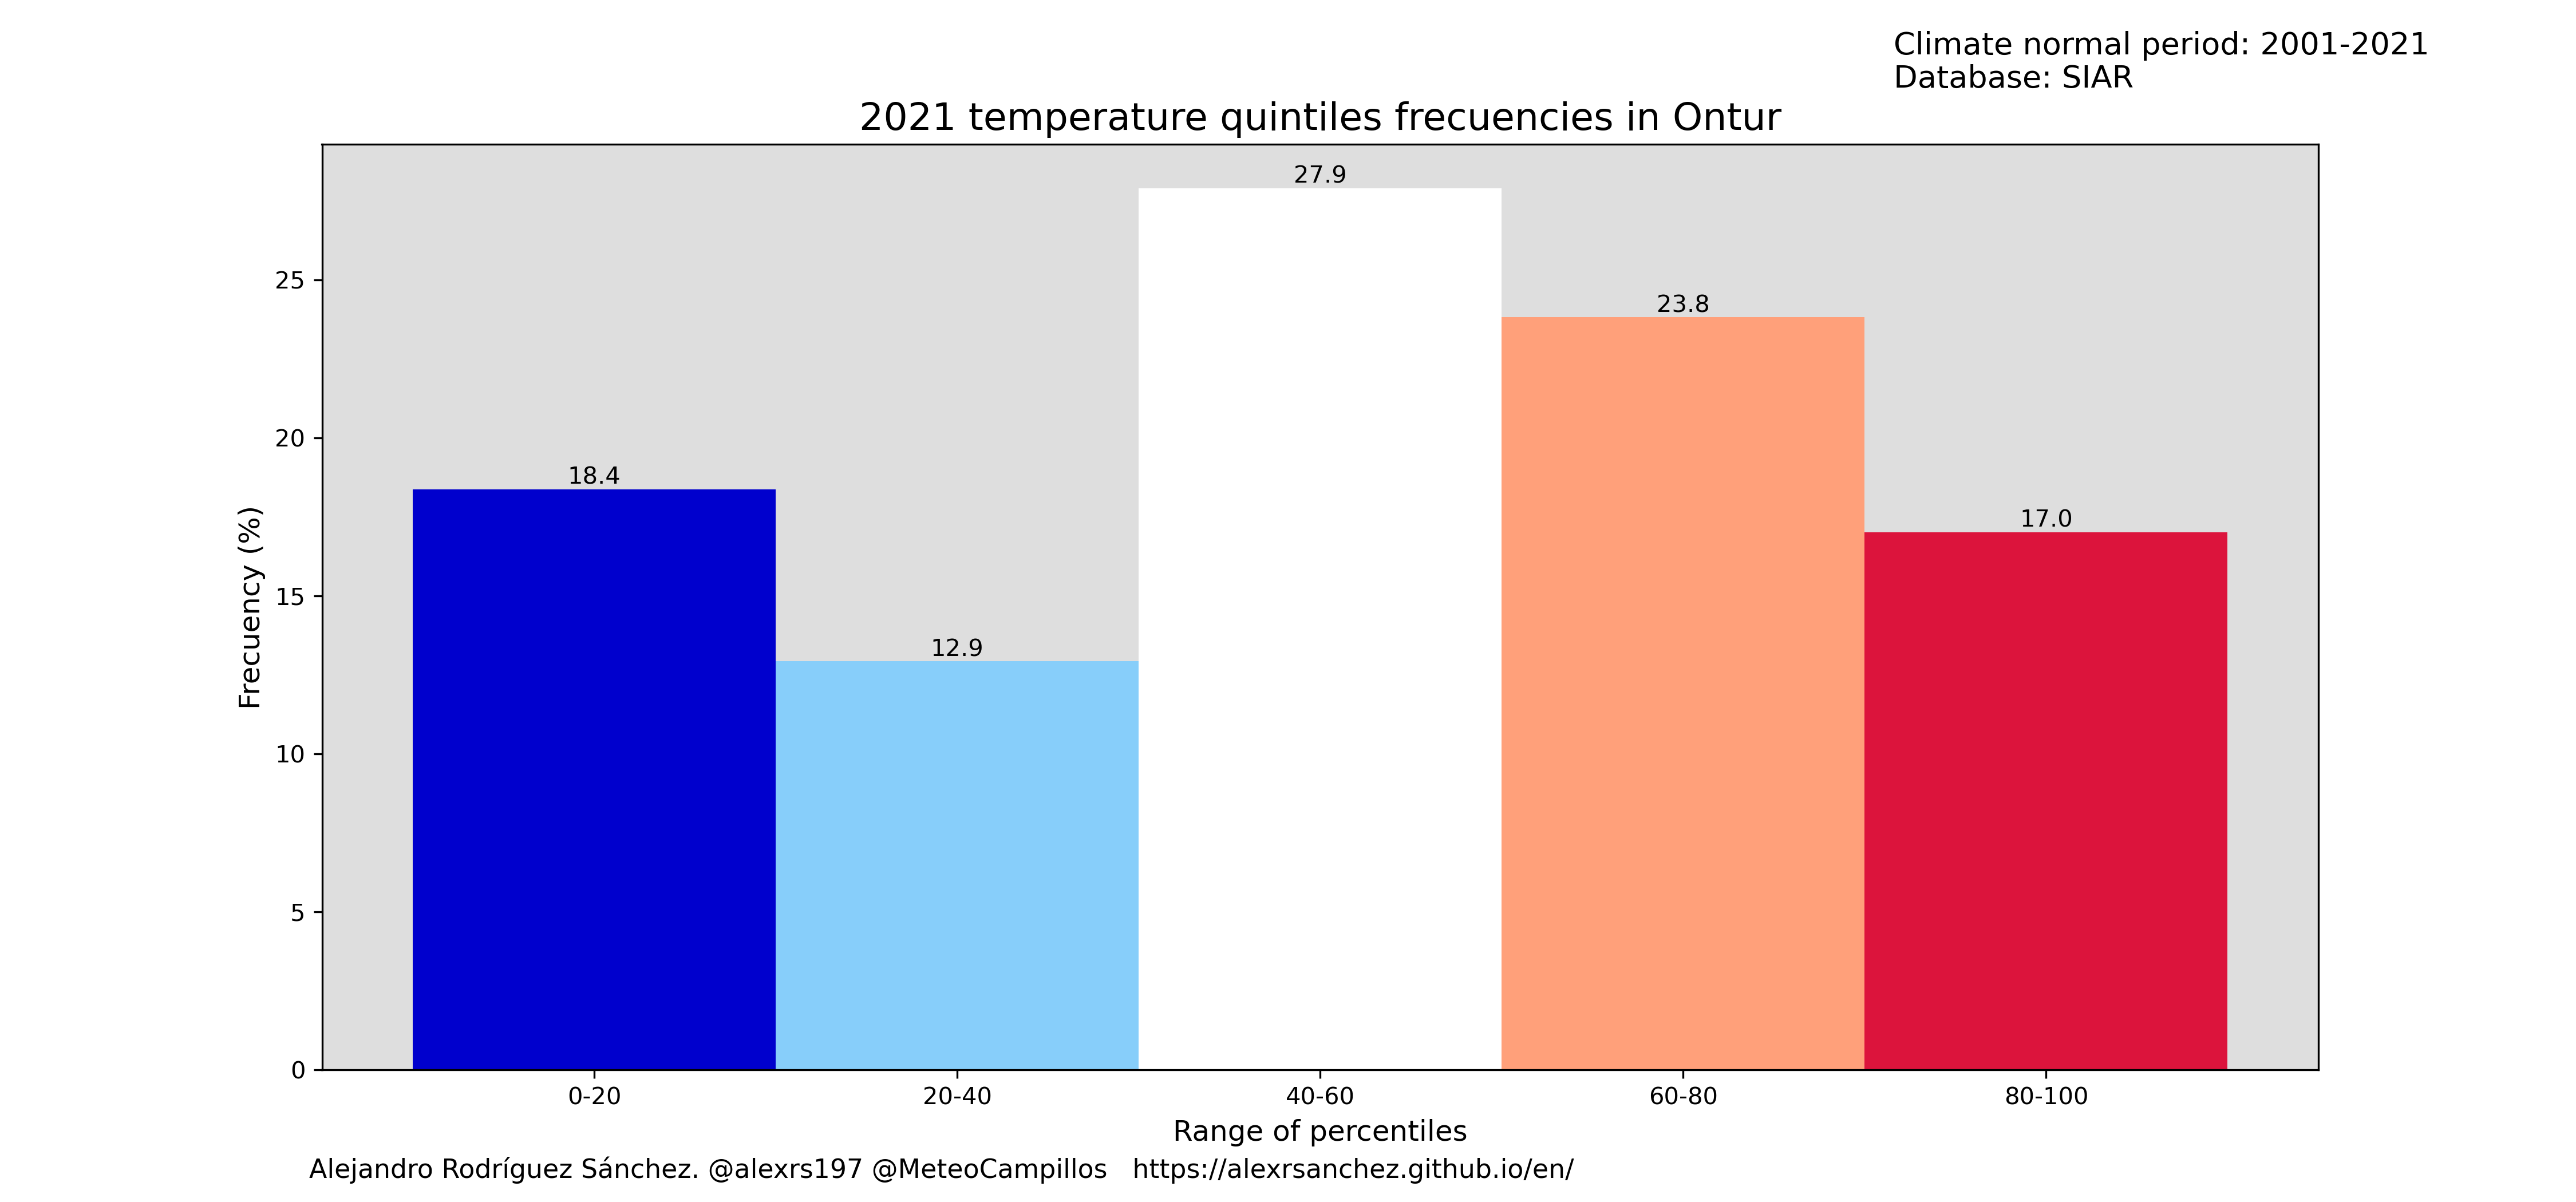 Climate normal period: 2001-2021
Database: SIAR
2021 temperature quintiles frecuencies in Ontur
27.9
25
23.8
20
18.4
17.0
Frecuency (%)
15
12.9
10
5
0
0-20 20-40 40-60 60-80 80-100
Range of percentiles
Alejandro Rodríguez Sánchez. @alexrs197 @MeteoCampillos https://alexrsanchez.github.io/en/